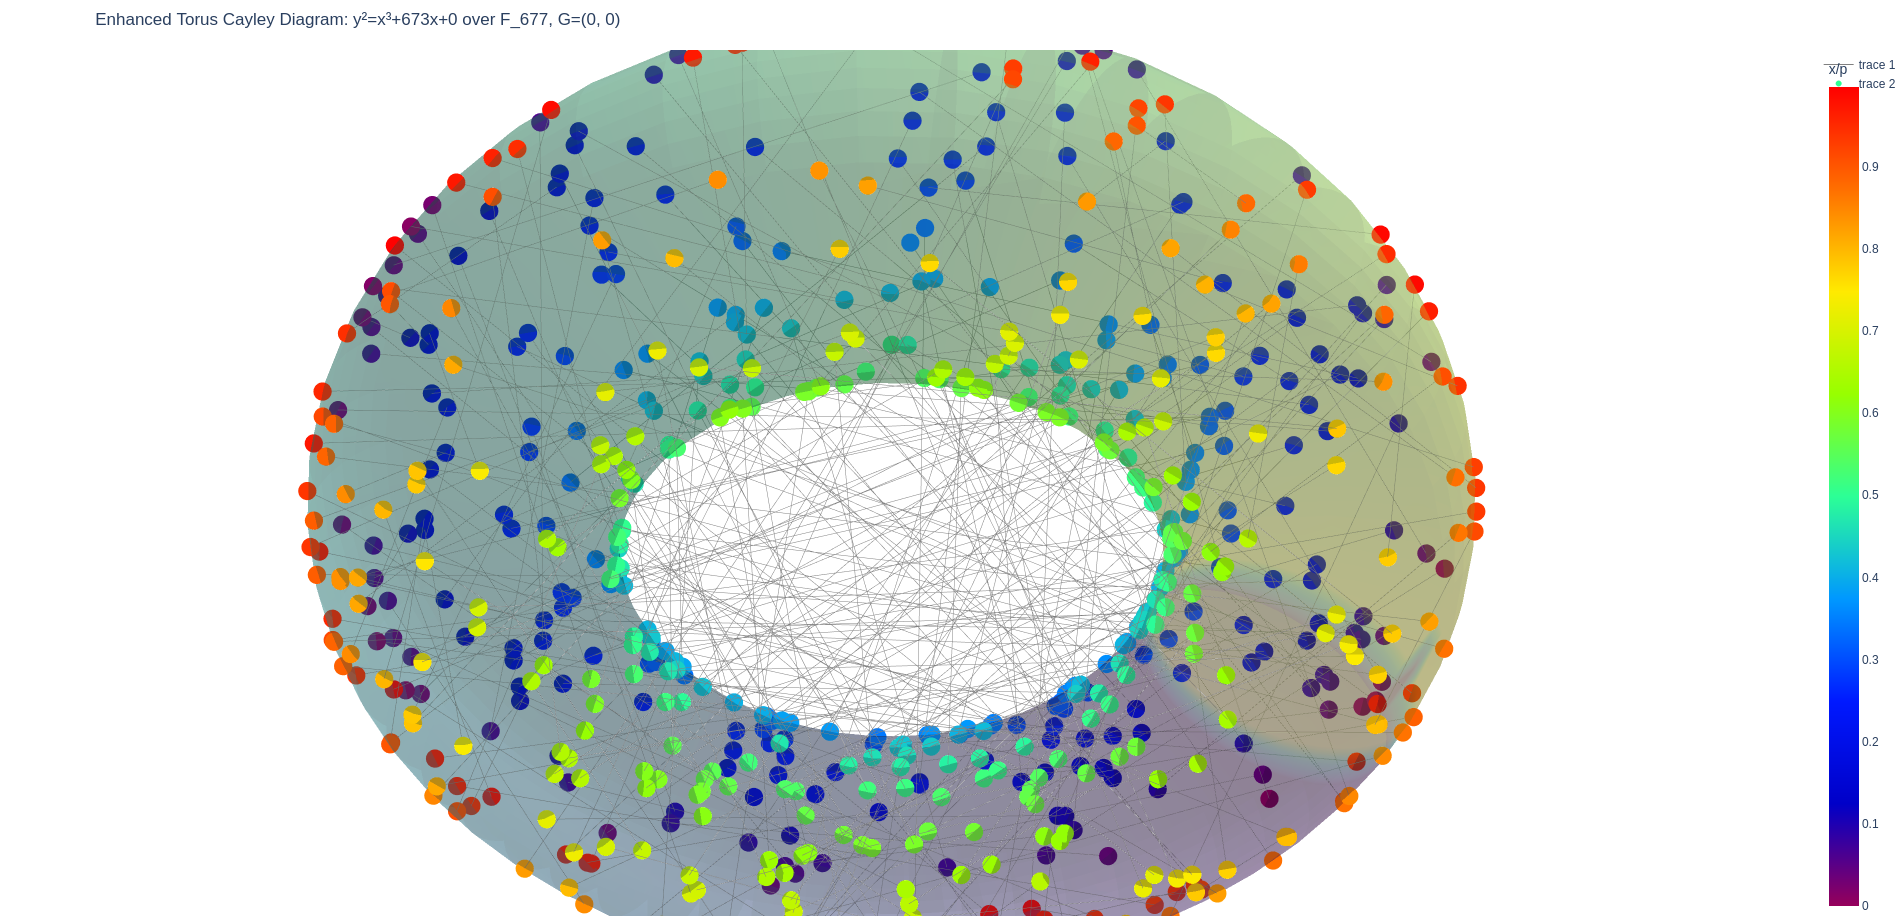 Enhanced Torus Cayley Diagram: y²=x³+673x+0 over F_677, G=(0, 0)
trace 1
x/p
trace 2
0.9
0.8
0.7
0.6
0.5
0.4
0.3
0.2
0.1
0